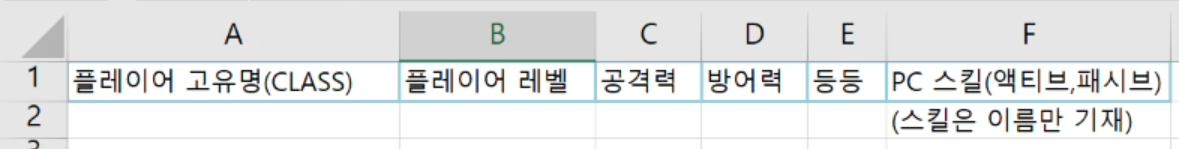 A B C D E F
1 플레이어 고유명(CLASS) 플레이어 레벨 공격력 방어력 등등 PC 스킬(액티브,패시브)
2 (스킬은 이름만 기재)